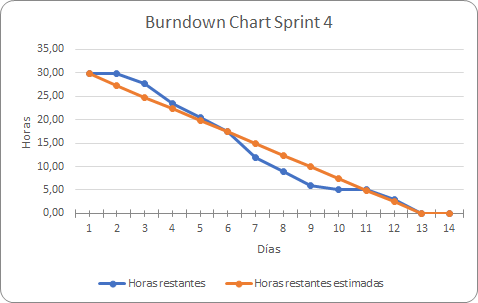 Burndown Chart Sprint 4
35,00
30,00
25,00
20,00
15,00
10,00
5,00
0,00
Horas
1 2 3 4 5 6 7 8 9 10 11 12 13 14
Días
Horas restantes Horas restantes estimadas